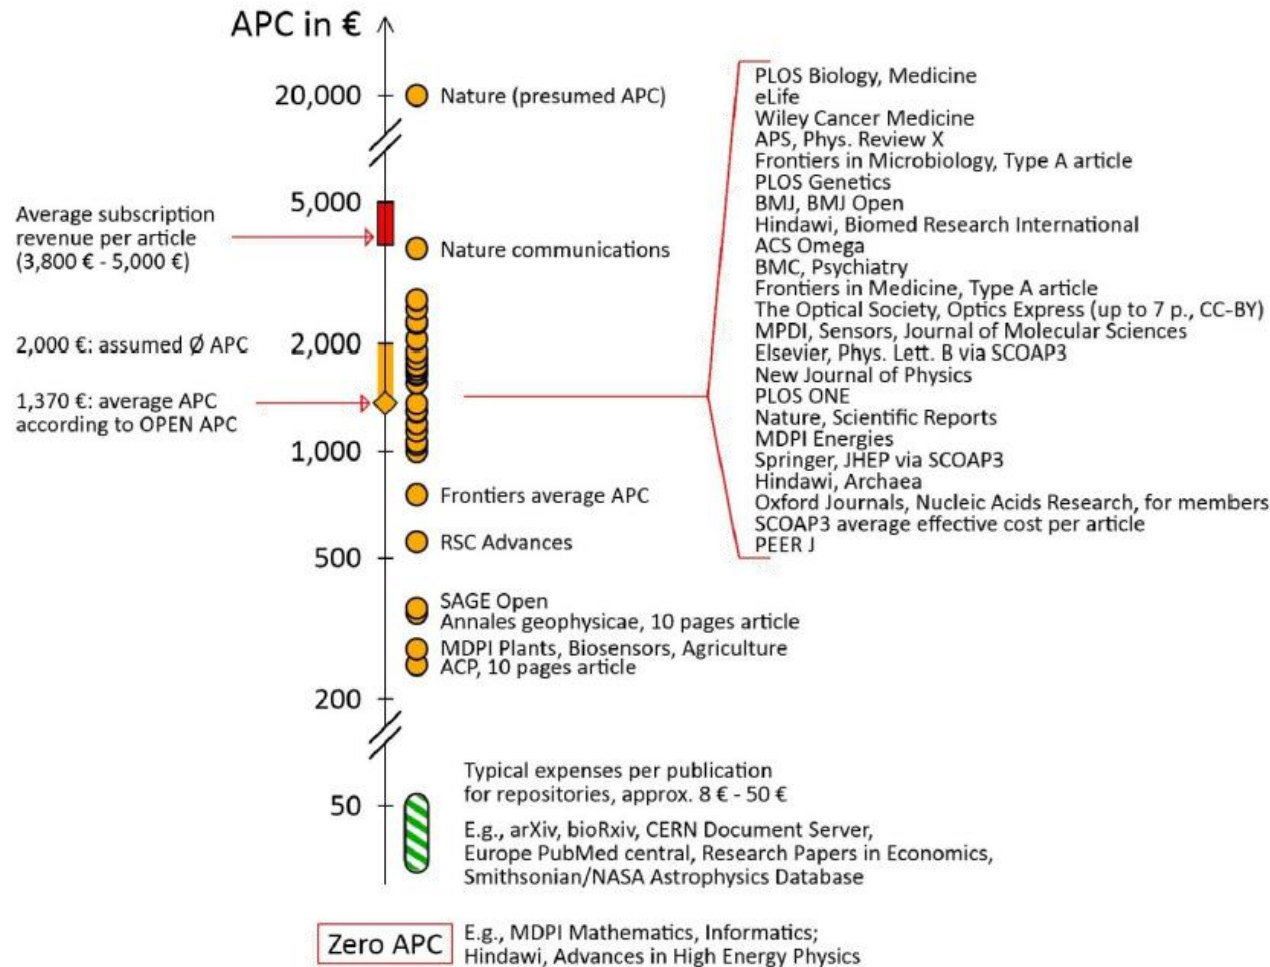 APC in €
20,000
Nature (presumed APC)
5,000
Average subscription
revenue per article
(3,800 € - 5,000 €)
Nature communications
2,000 €: assumed Ø APC
2,000
1,370 €: average APC
according to OPEN APC
1,000
Frontiers average APC
RSC Advances
500
SAGE Open
Annales geophysicae, 10 pages article
MDPI Plants, Biosensors, Agriculture
ACP, 10 pages article
200
PLOS Biology, Medicine
eLife
Wiley Cancer Medicine
APS, Phys. Review X
Frontiers in Microbiology, Type A article
PLOS Genetics
BMJ, BMJ Open
Hindawi, Biomed Research International
ACS Omega
BMC, Psychiatry
Frontiers in Medicine, Type A article
The Optical Society, Optics Express (up to 7 p., CC-BY)
MPDI, Sensors, Journal of Molecular Sciences
Elsevier, Phys. Lett. B via SCOAP3
New Journal of Physics
PLOS ONE
Nature, Scientific Reports
MDPI Energies
Springer, JHEP via SCOAP3
Hindawi, Archaea
Oxford Journals, Nucleic Acids Research, for members
SCOAP3 average effective cost per article
PEER J
50
Typical expenses per publication
for repositories, approx. 8 € - 50 €
E.g., arXiv, bioRxiv, CERN Document Server,
Europe PubMed central, Research Papers in Economics,
Smithsonian/NASA Astrophysics Database
Zero APC
E.g., MDPI Mathematics, Informatics;
Hindawi, Advances in High Energy Physics